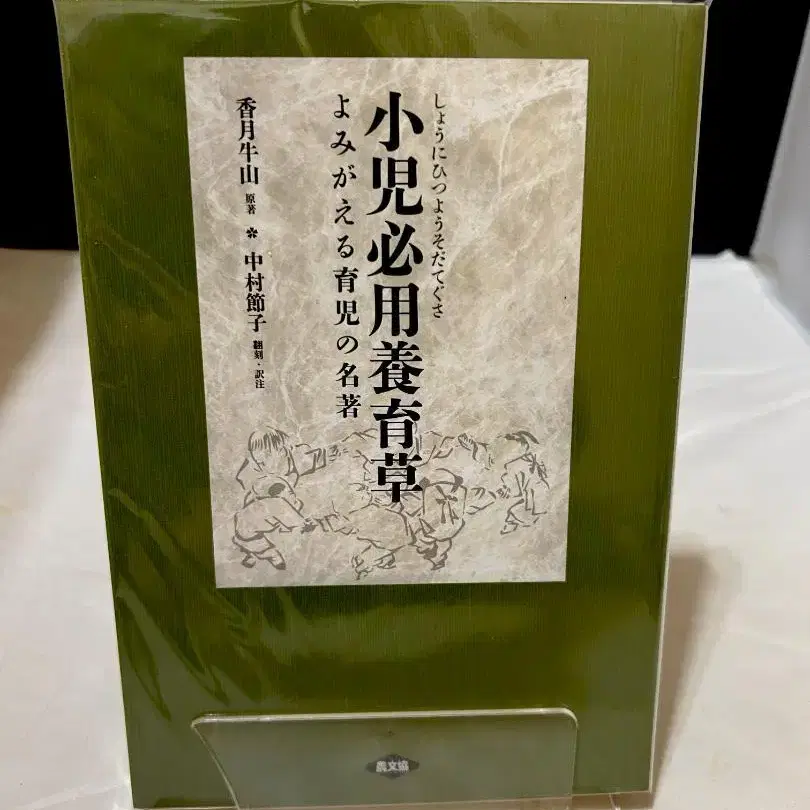 しょうにひつようそだてぐさ
小児必用養育草
よみがえる育児の名著
香月牛山 原著 * 中村節子 翻刻・訳注
農文協